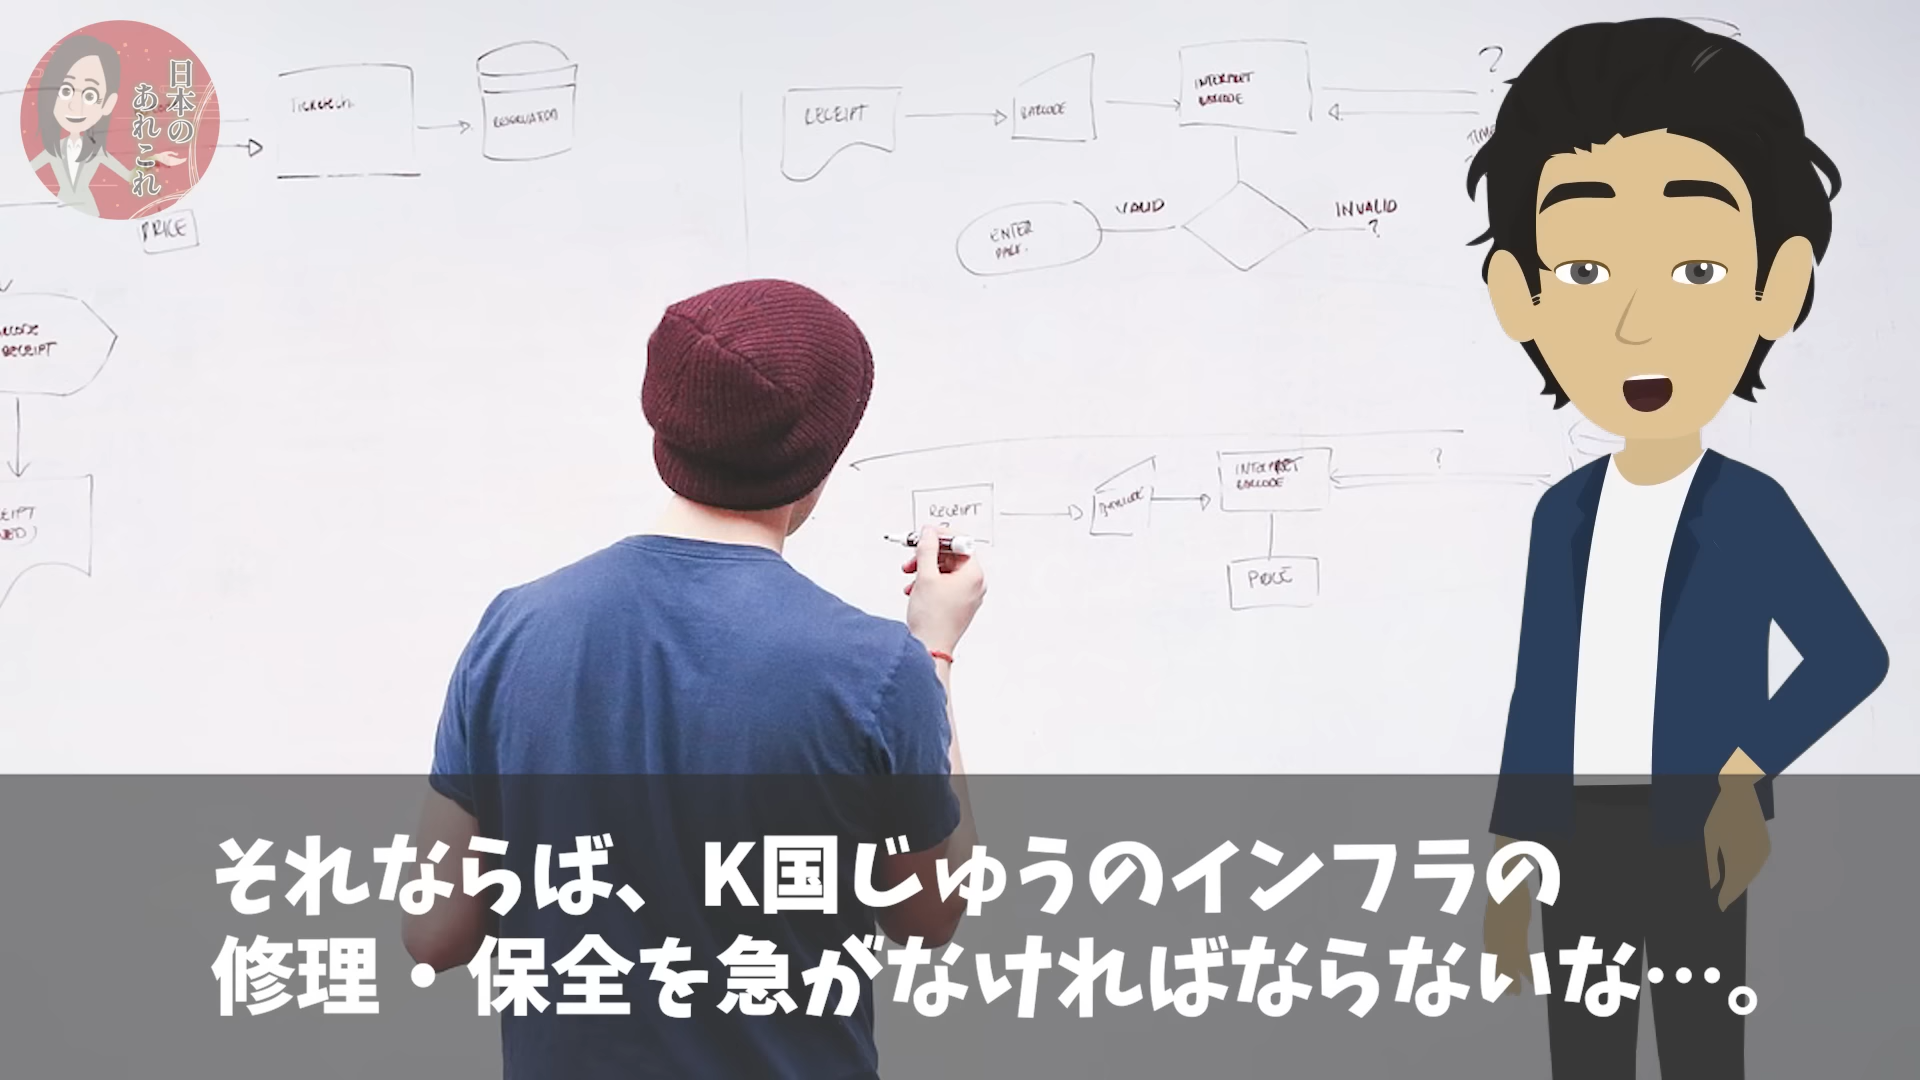 日本の
あれこれ
PRICE
RESERVATION
RECEIPT
BARCODE
INTERPRET
BARCODE
?
VALID
INVALID
?
ENTER
RECEIPT
RECEIPT
?
INTERPRET
BARCODE
?
PRICE
それならば、K国じゅうのインフラの
修理・保全を急がなければならないな…。